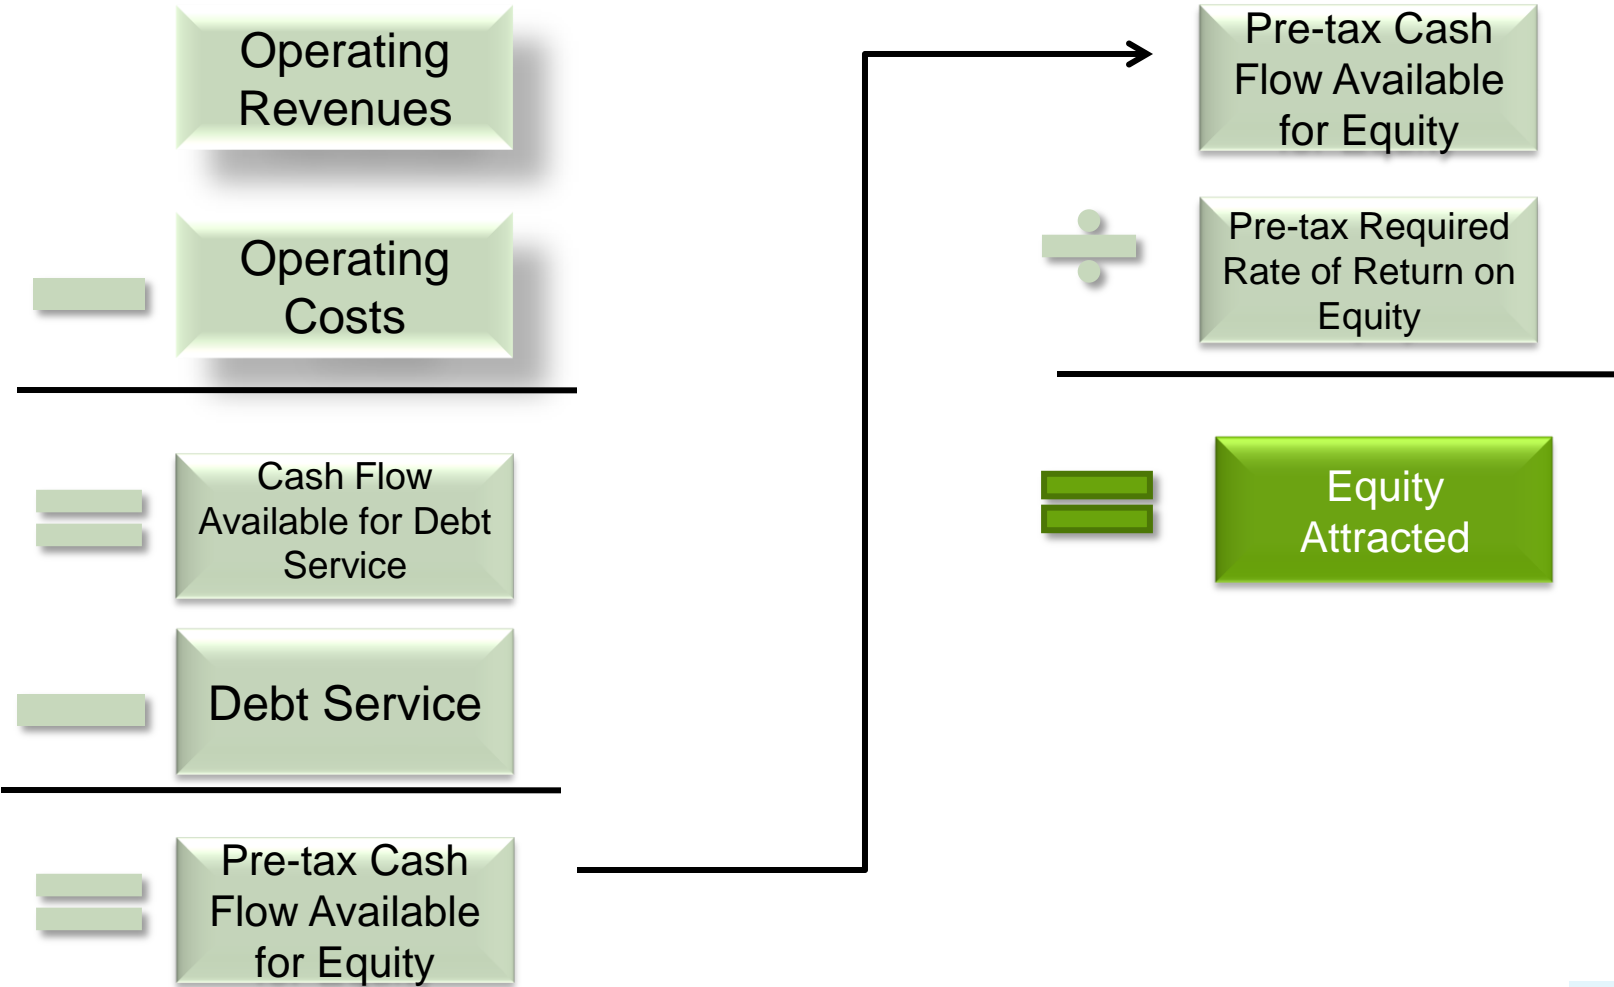 Operating
Revenues
Operating
Costs
Cash Flow
Available for Debt
Service
Debt Service
Pre-tax Cash
Flow Available
for Equity
Pre-tax Cash
Flow Available
for Equity
Pre-tax Required
Rate of Return on
Equity
Equity
Attracted